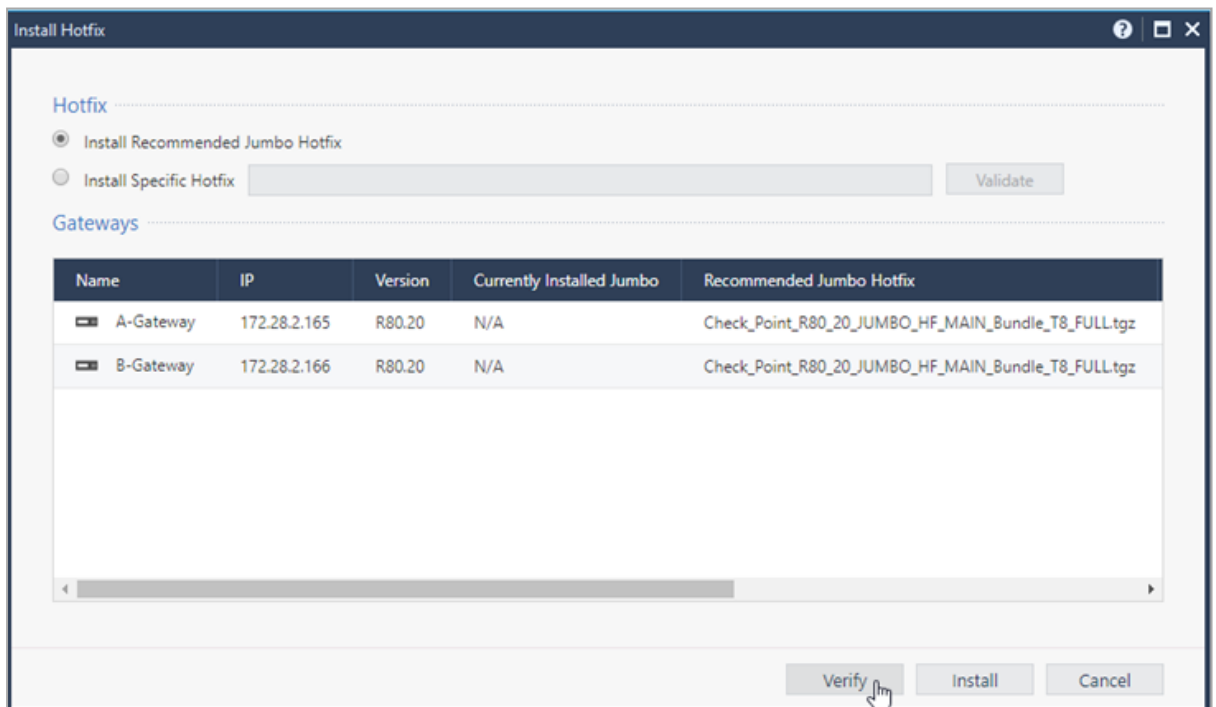 Install Hotfix
Hotfix
Install Recommended Jumbo Hotfix
Install Specific Hotfix Validate
Gateways
Name IP Version Currently Installed Jumbo Recommended Jumbo Hotfix
A-Gateway 172.28.2.165 R80.20 N/A Check_Point_R80_20_JUMBO_HF_MAIN_Bundle_T8_FULL.tgz
B-Gateway 172.28.2.166 R80.20 N/A Check_Point_R80_20_JUMBO_HF_MAIN_Bundle_T8_FULL.tgz
Verify Install Cancel